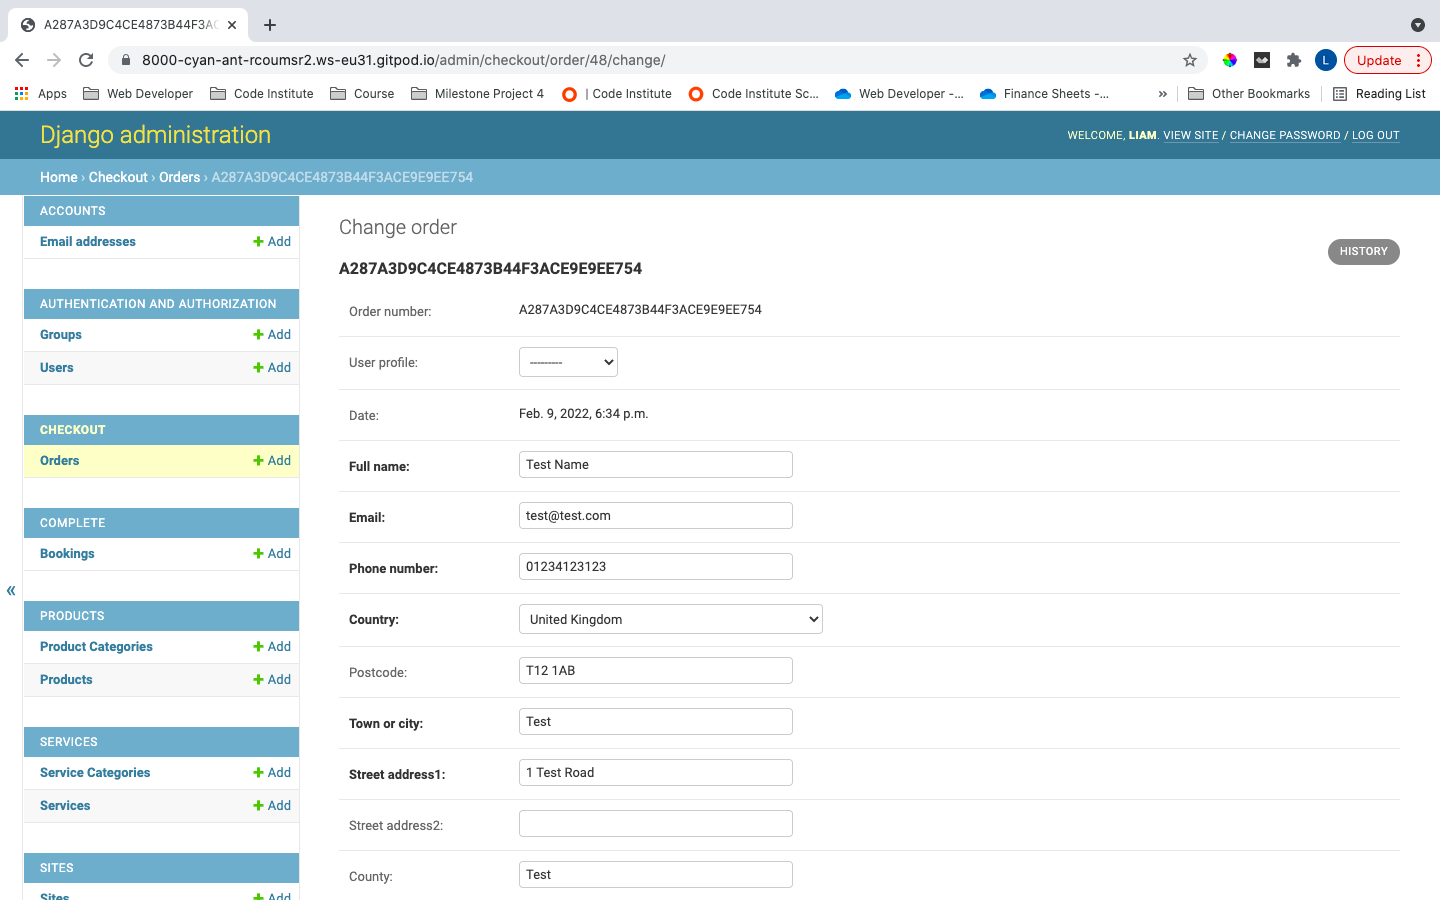 A287A3D9C4CE4873B44F3AC
8000-cyan-ant-rcoumsr2.ws-eu31.gitpod.io/admin/checkout/order/48/change/
L
Update
Apps
Web Developer
Code Institute
Course
Milestone Project 4
| Code Institute
Code Institute Sc...
Web Developer -...
Finance Sheets -...
»
Other Bookmarks
Reading List
Django administration
WELCOME, LIAM. VIEW SITE / CHANGE PASSWORD / LOG OUT
Home › Checkout › Orders › A287A3D9C4CE4873B44F3ACE9E9EE754
ACCOUNTS
Email addresses + Add
AUTHENTICATION AND AUTHORIZATION
Groups + Add
Users + Add
CHECKOUT
Orders + Add
COMPLETE
Bookings + Add
«
PRODUCTS
Product Categories + Add
Products + Add
SERVICES
Service Categories + Add
Services + Add
SITES
Sites + Add
Change order
HISTORY
A287A3D9C4CE4873B44F3ACE9E9EE754
Order number: A287A3D9C4CE4873B44F3ACE9E9EE754
User profile: ---------
Date: Feb. 9, 2022, 6:34 p.m.
Full name: Test Name
Email: test@test.com
Phone number: 01234123123
Country: United Kingdom
Postcode: T12 1AB
Town or city: Test
Street address1: 1 Test Road
Street address2:
County: Test